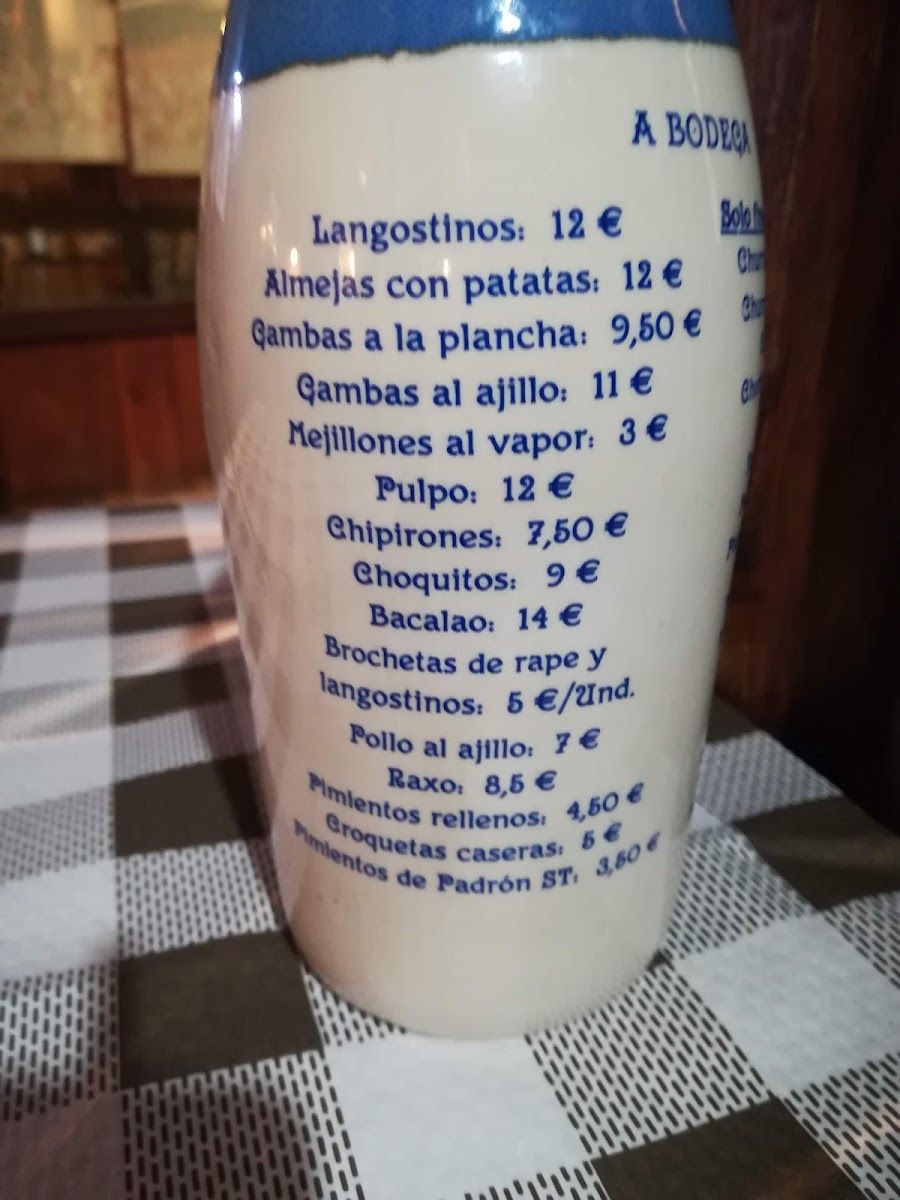 A BODEGA
Langostinos: 12 €
Almejas con patatas: 12 €
Gambas a la plancha: 9,50 €
Gambas al ajillo: 11 €
Mejillones al vapor: 3 €
Pulpo: 12 €
Chipirones: 7,50 €
Choquitos: 9 €
Bacalao: 14 €
Brochetas de rape y
langostinos: 5 €/Und.
Pollo al ajillo: 7 €
Raxo: 8,5 €
Pimientos rellenos: 4,50 €
Croquetas caseras: 5 €
Pimientos de Padrón ST: 3,50 €
Solo